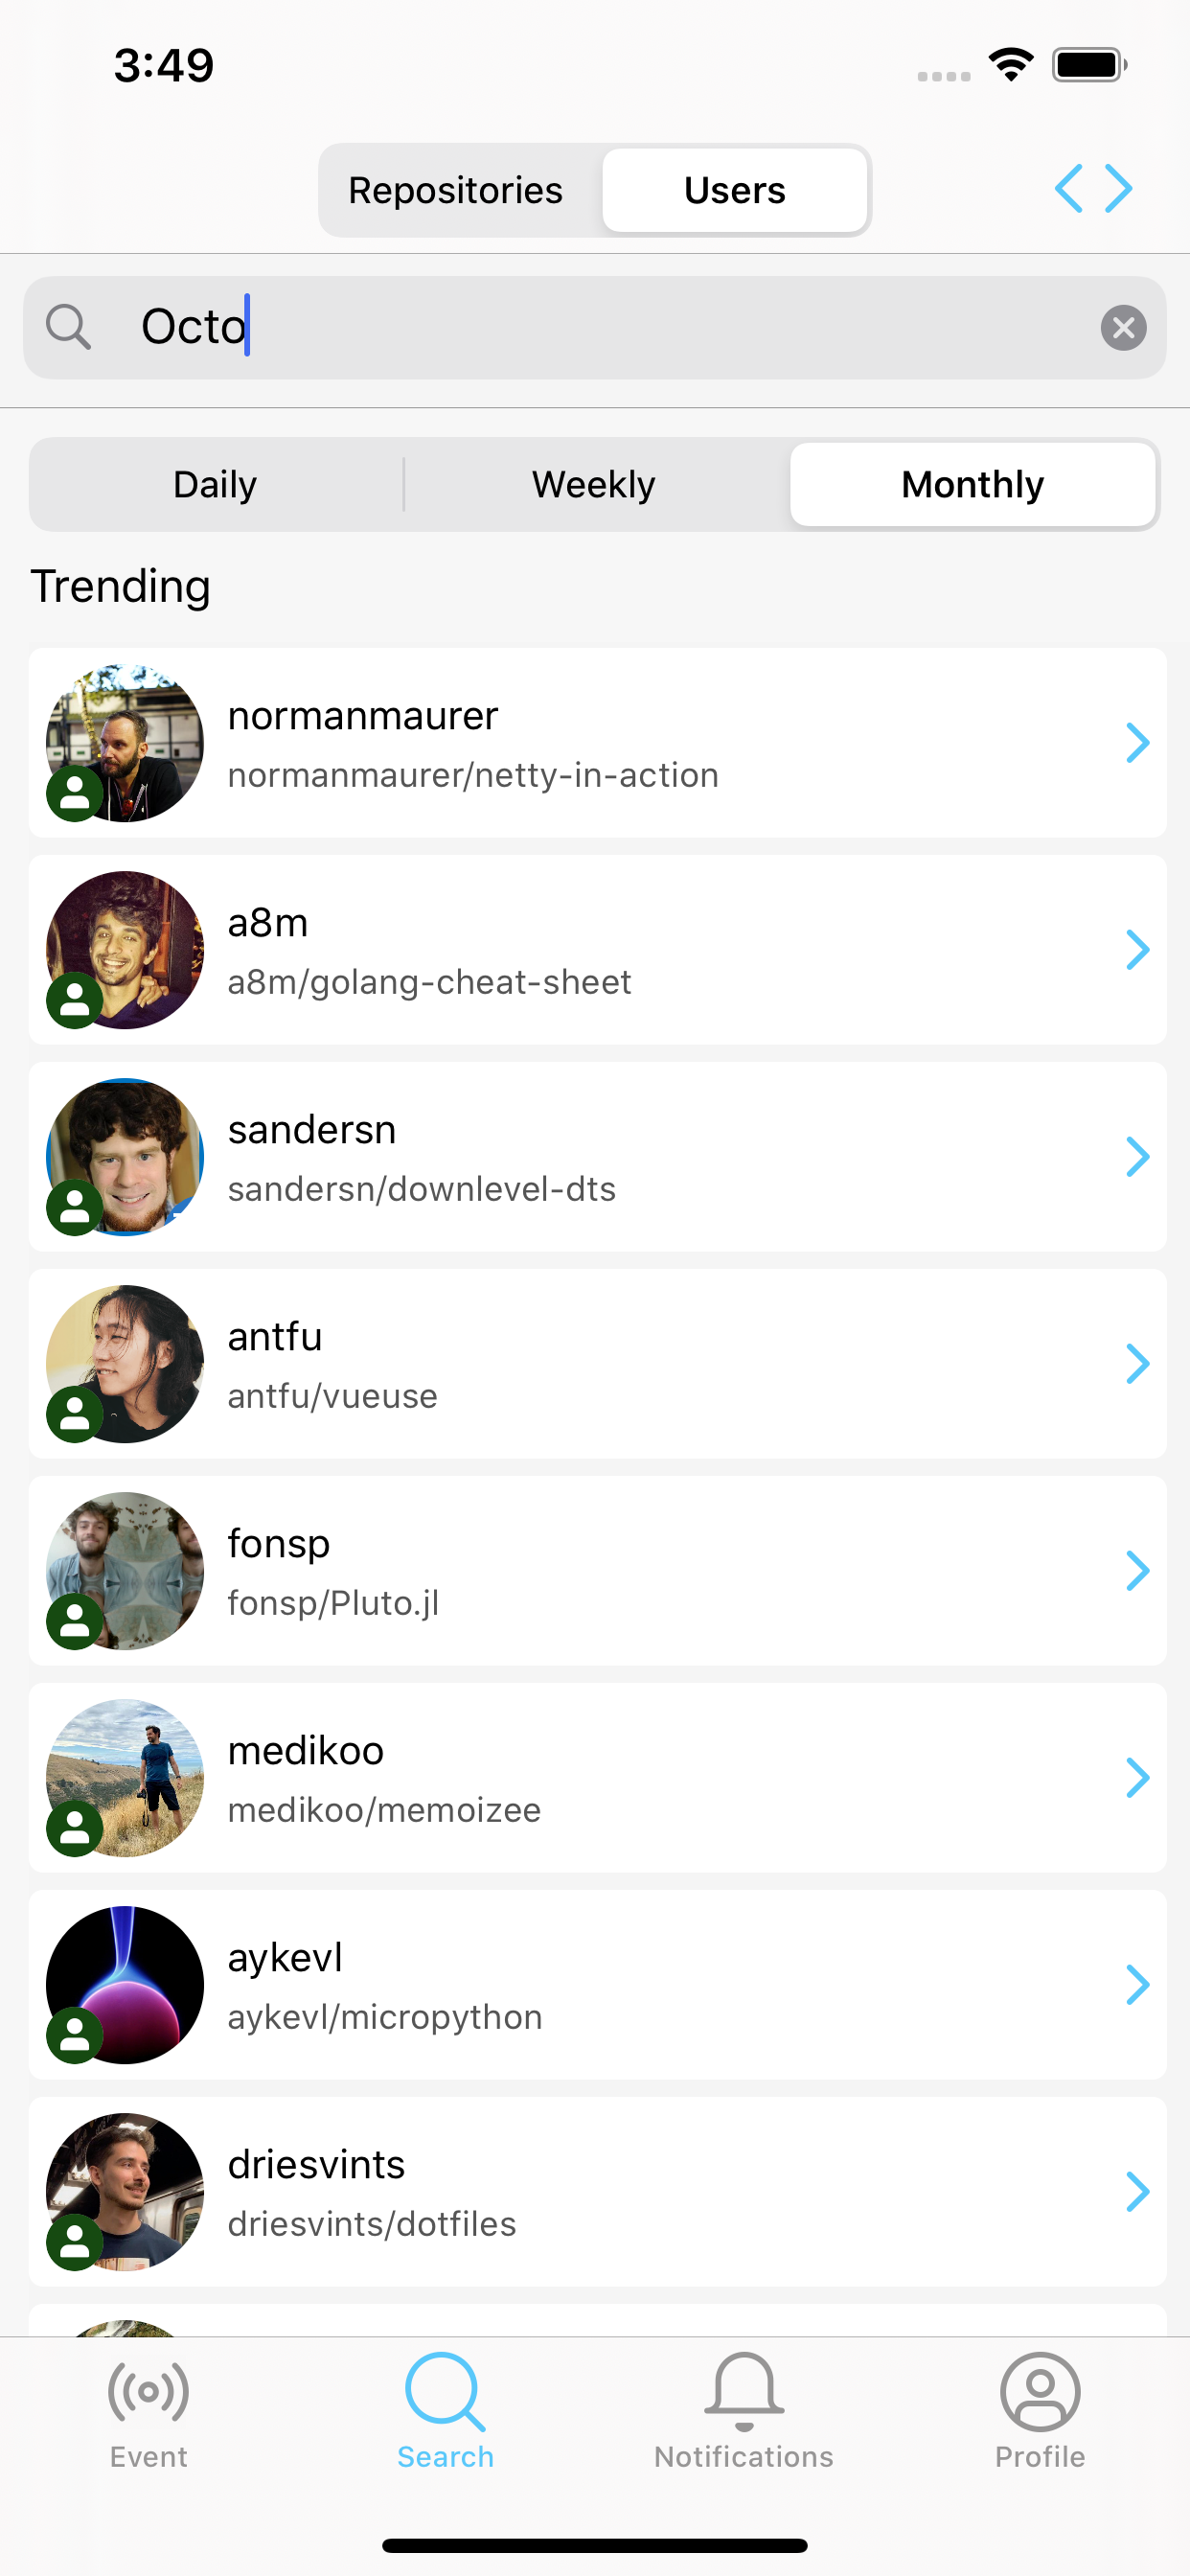 3:49
Repositories Users
Octo
Daily Weekly Monthly
Trending
normanmaurer
normanmaurer/netty-in-action
a8m
a8m/golang-cheat-sheet
sandersn
sandersn/downlevel-dts
antfu
antfu/vueuse
fonsp
fonsp/Pluto.jl
medikoo
medikoo/memoizee
aykevl
aykevl/micropython
driesvints
driesvints/dotfiles
Event Search Notifications Profile